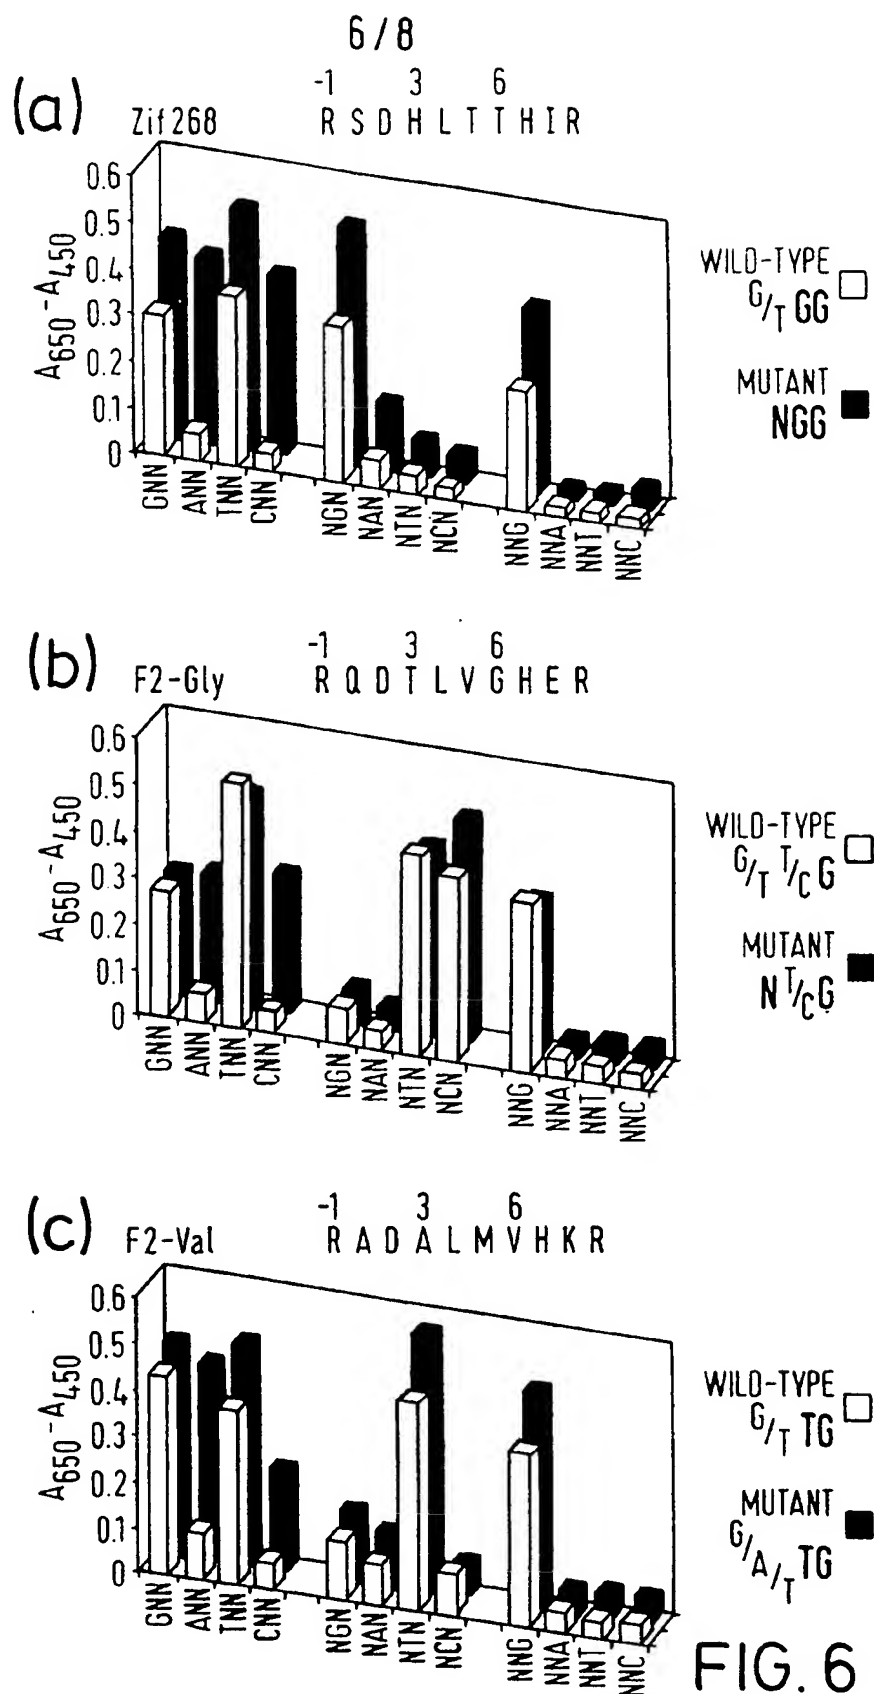 6/8
(a)
-1 3 6
Zif268 R S D H L T T H I R
0.6
0.5
0.4
0.3
0.2
0.1
0
A650-A450
GNN ANN TNN CNN NGN NAN NTN NCN NNG NNA NNT NNC
WILD-TYPE
G/T GG
MUTANT
NGG
(b)
-1 3 6
F2-Gly R Q D T L V G H E R
0.6
0.5
0.4
0.3
0.2
0.1
0
A650-A450
GNN ANN TNN CNN NGN NAN NTN NCN NNG NNA NNT NNC
WILD-TYPE
G/T T/C G
MUTANT
N T/C G
(c)
-1 3 6
F2-Val R A D A L M V H K R
0.6
0.5
0.4
0.3
0.2
0.1
0
A650-A450
GNN ANN TNN CNN NGN NAN NTN NCN NNG NNA NNT NNC
WILD-TYPE
G/T TG
MUTANT
G/A/T TG
FIG. 6